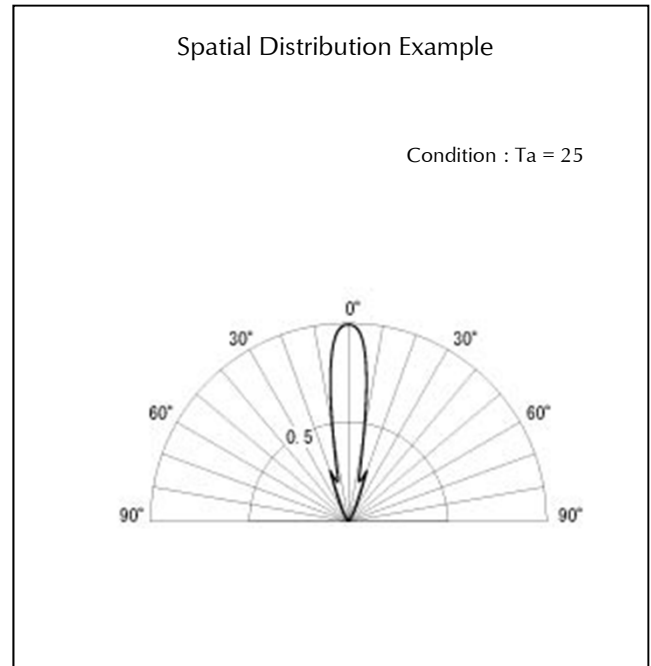 Spatial Distribution Example
Condition : Ta = 25
0°
30° 30°
60° 60°
0.5
90° 90°